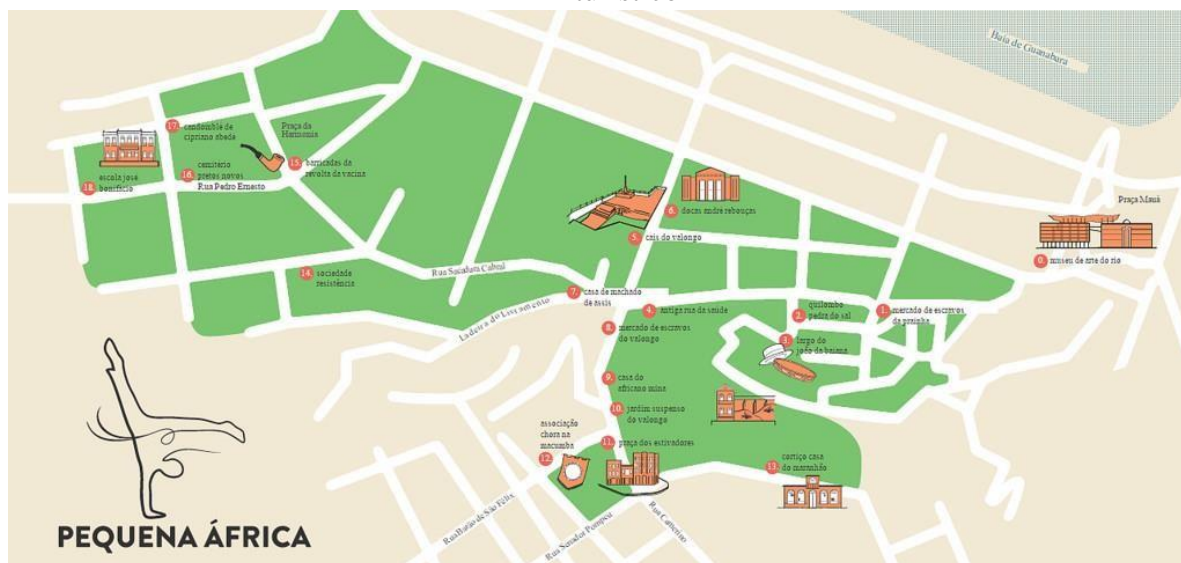 Baia de Guanabara
17. candomblé de
cipriano abedé
Praça da
Harmonia
16. cemitério
pretos novos
15. barricadas da
revolta da vacina
escola josé
18. bonifácio
Rua Pedro Ernesto
6. docas andré rebouças
5. cais do valongo
Praça Mauá
0. museu de arte do rio
14. sociedade
resistência
Rua Sacadura Cabral
7. casa de machado
de assis
Ladeira do Livramento
4. antiga rua da saúde
2. quilombo
pedra do sal
1. mercado de escravos
da prainha
8. mercado de escravos
do valongo
3. largo do
joão da baiana
9. casa do
africano mina
10. jardim suspenso
do valongo
associação
chora na
macumba
12.
11. praça dos estivadores
13. cortiço casa
do maranhão
Rua Barão de São Félix
Rua Senador Pompeu
Rua Camerino
PEQUENA ÁFRICA